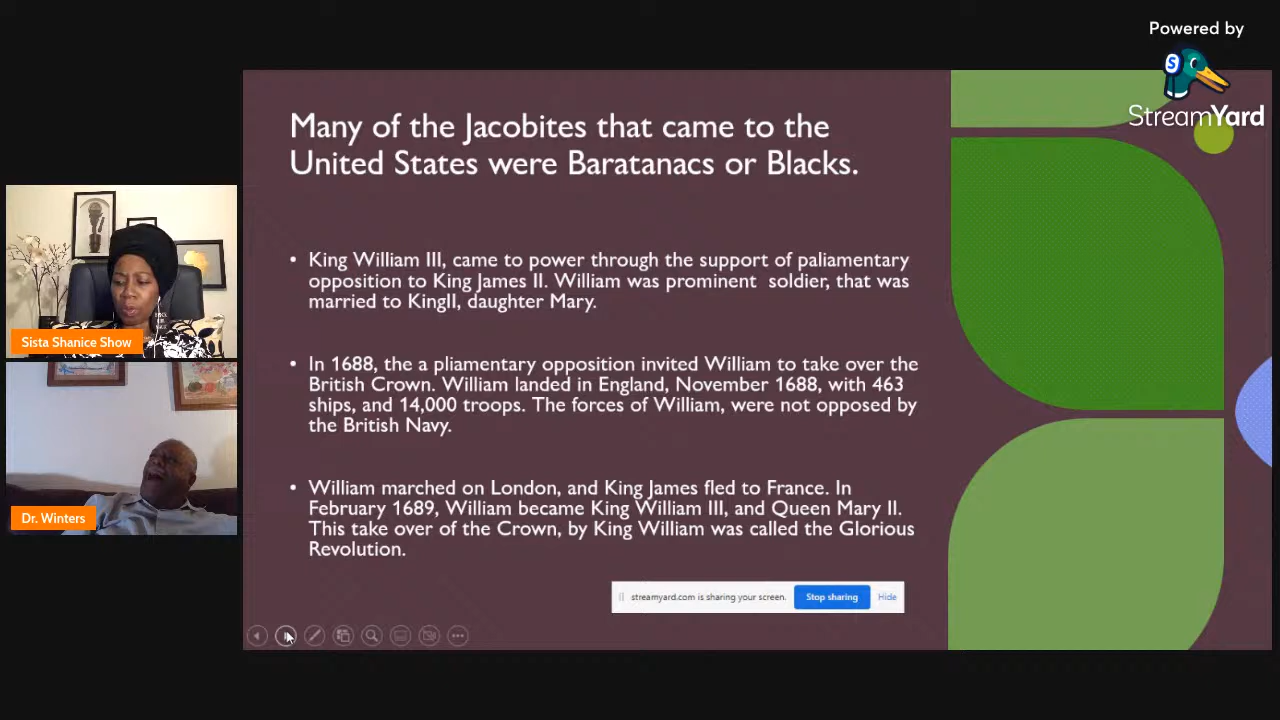 Powered by
StreamYard
Many of the Jacobites that came to the
United States were Baratanacs or Blacks.
• King William III, came to power through the support of paliamentary
opposition to King James II. William was prominent soldier, that was
married to KingII, daughter Mary.
• In 1688, the a pliamentary opposition invited William to take over the
British Crown. William landed in England, November 1688, with 463
ships, and 14,000 troops. The forces of William, were not opposed by
the British Navy.
• William marched on London, and King James fled to France. In
February 1689, William became King William III, and Queen Mary II.
This take over of the Crown, by King William was called the Glorious
Revolution.
streamyard.com is sharing your screen. Stop sharing Hide
Sista Shanice Show
Dr. Winters